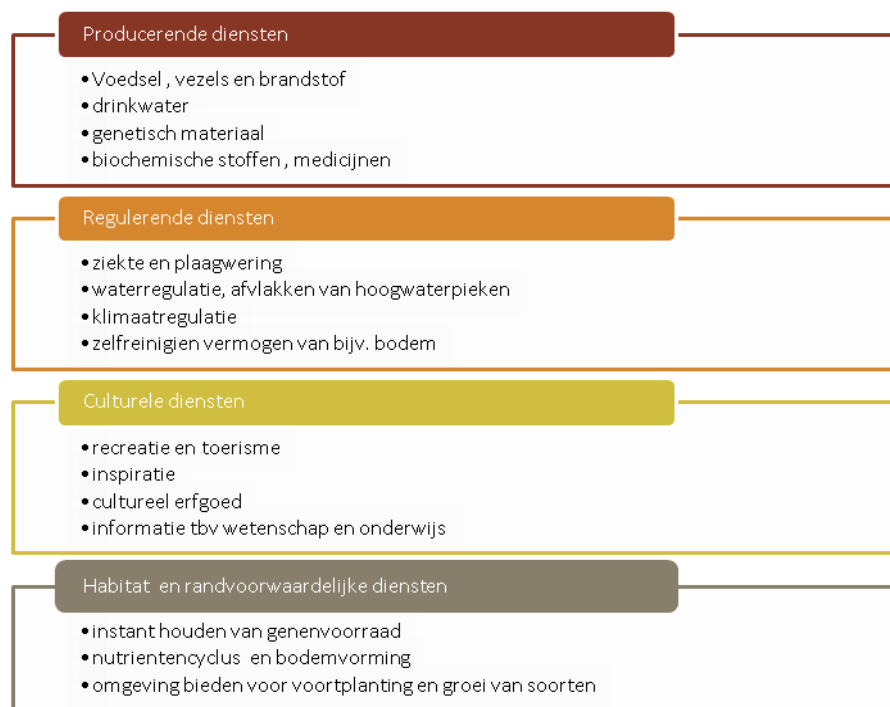 Producerende diensten
•Voedsel , vezels en brandstof
•drinkwater
•genetisch materiaal
•biochemische stoffen , medicijnen
Regulerende diensten
•ziekte en plaagwering
•waterregulatie, afvlakken van hoogwaterpieken
•klimaatregulatie
•zelfreinigien vermogen van bijv. bodem
Culturele diensten
•recreatie en toerisme
•inspiratie
•cultureel erfgoed
•informatie tbv wetenschap en onderwijs
Habitat en randvoorwaardelijke diensten
•instant houden van genenvoorraad
•nutrientencyclus en bodemvorming
•omgeving bieden voor voortplanting en groei van soorten